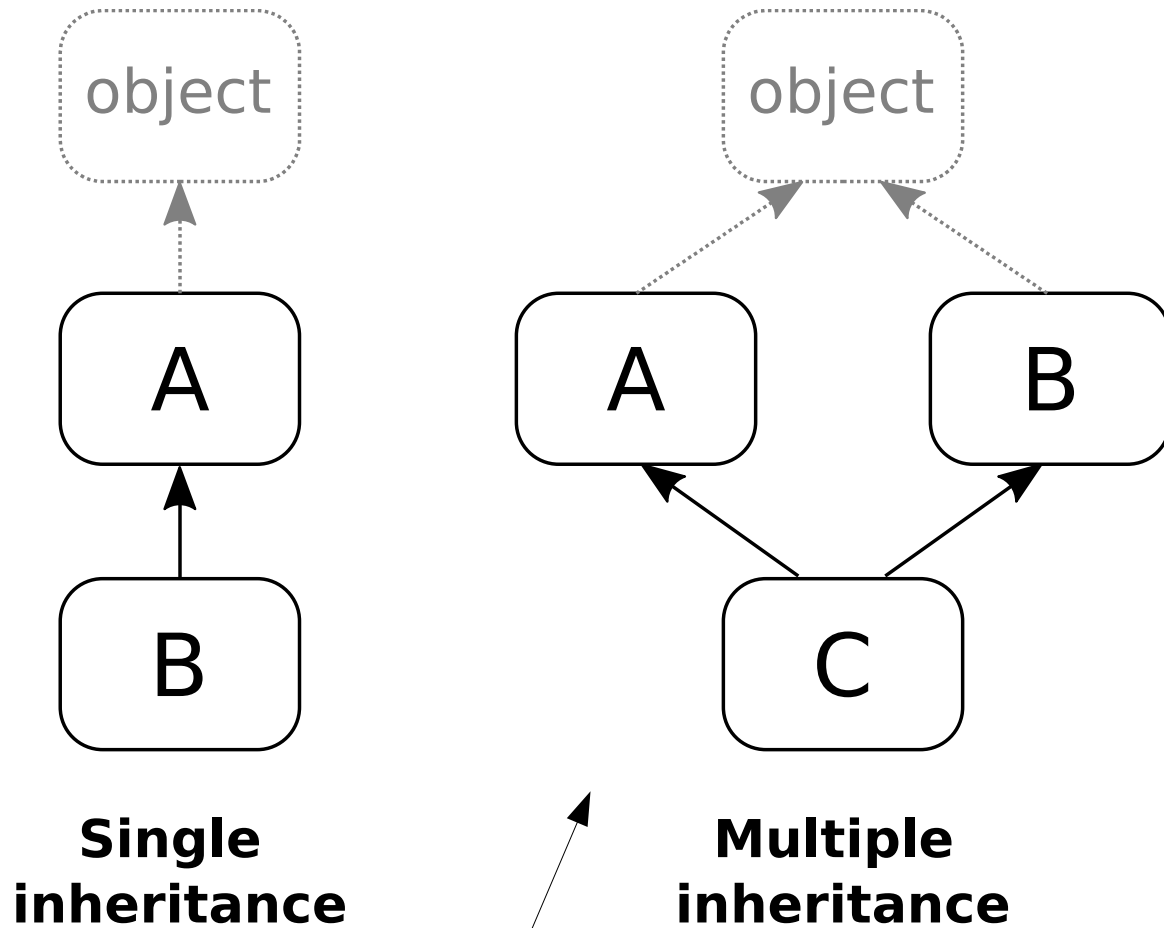 object
A
B
Single
inheritance
object
A
B
C
Multiple
inheritance